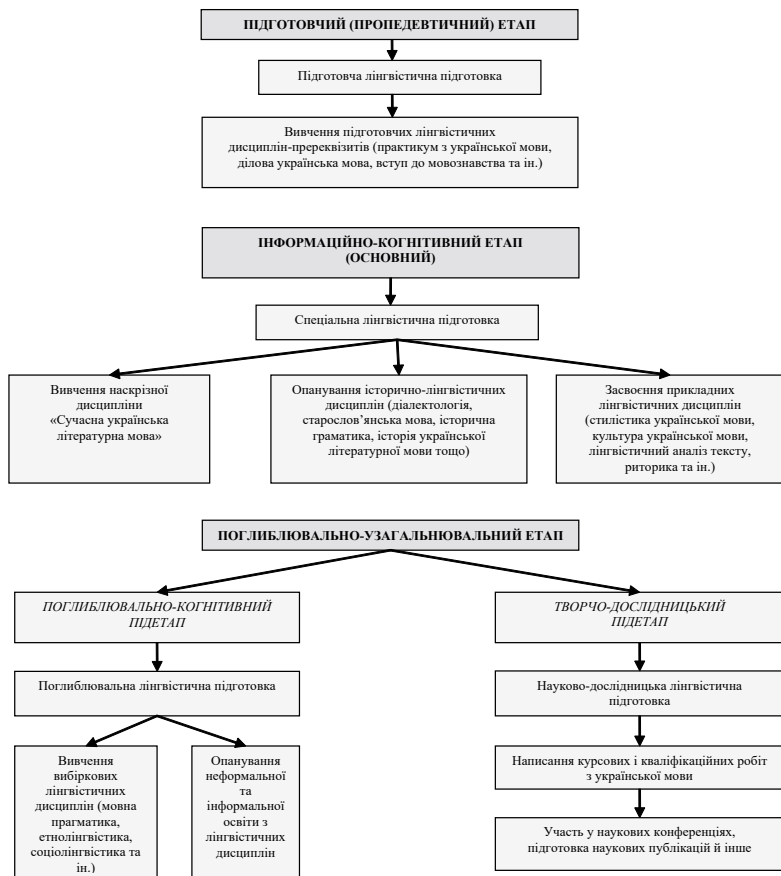 ПІДГОТОВЧИЙ (ПРОПЕДЕВТИЧНИЙ) ЕТАП
Підготовча лінгвістична підготовка
Вивчення підготовчих лінгвістичних
дисциплін-пререквізитів (практикум з української мови,
ділова українська мова, вступ до мовознавства та ін.)
ІНФОРМАЦІЙНО-КОГНІТИВНИЙ ЕТАП
(ОСНОВНИЙ)
Спеціальна лінгвістична підготовка
Вивчення наскрізної
дисципліни
«Сучасна українська
літературна мова»
Опанування історично-лінгвістичних
дисциплін (діалектологія,
старослов’янська мова, історична
граматика, історія української
літературної мови тощо)
Засвоєння прикладних
лінгвістичних дисциплін
(стилістика української мови,
культура української мови,
лінгвістичний аналіз тексту,
риторика та ін.)
ПОГЛИБЛЮВАЛЬНО-УЗАГАЛЬНЮВАЛЬНИЙ ЕТАП
ПОГЛИБЛЮВАЛЬНО-КОГНІТИВНИЙ
ПІДЕТАП
Поглиблювальна лінгвістична підготовка
Вивчення
вибіркових
лінгвістичних
дисциплін (мовна
прагматика,
етнолінгвістика,
соціолінгвістика та
ін.)
Опанування
неформальної
та
інформальної
освіти з
лінгвістичних
дисциплін
ТВОРЧО-ДОСЛІДНИЦЬКИЙ
ПІДЕТАП
Науково-дослідницька лінгвістична
підготовка
Написання курсових і кваліфікаційних робіт
з української мови
Участь у наукових конференціях,
підготовка наукових публікацій й інше